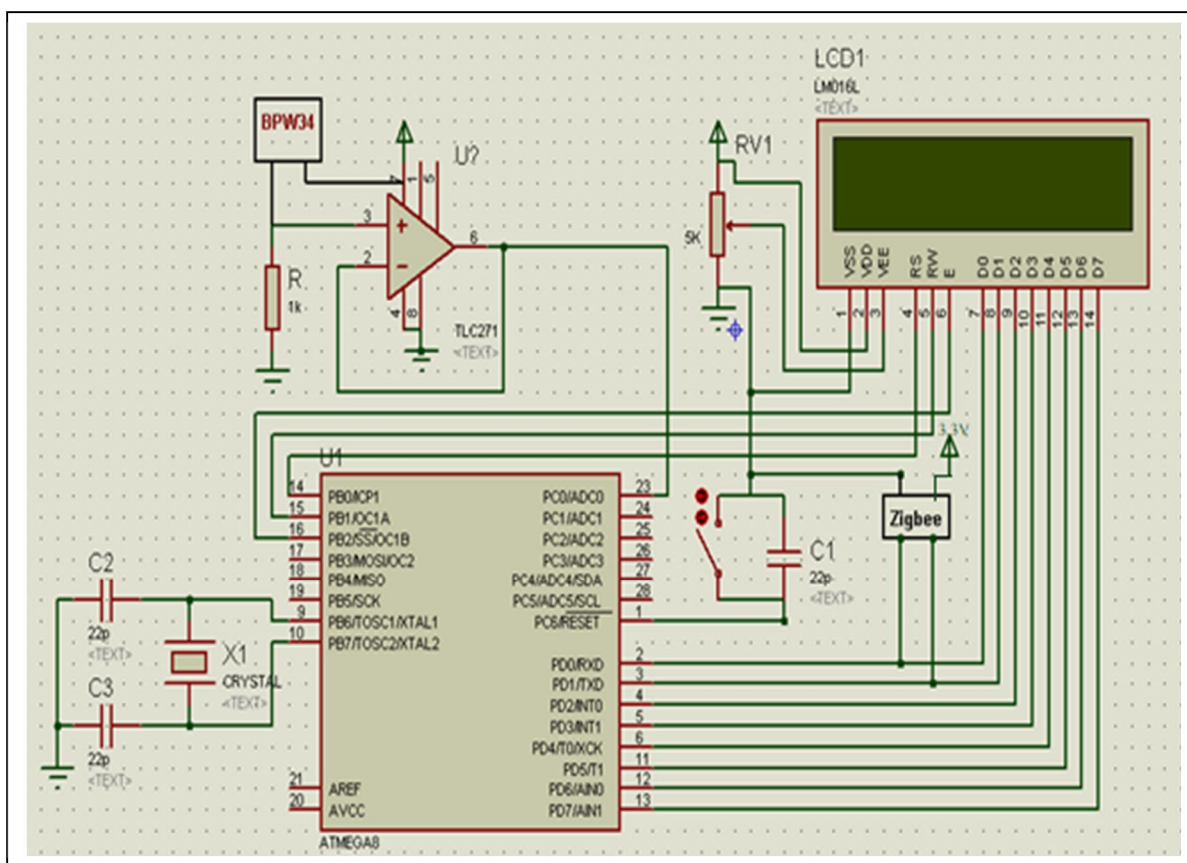 LCD1
LM016L
<TEXT>
BPW34
U?
RV1
7
1
5
3
2
6
4
8
R
1k
TLC271
<TEXT>
5K
VSS
VDD
VEE
RS
RW
E
D0
D1
D2
D3
D4
D5
D6
D7
1
2
3
4
5
6
7
8
9
10
11
12
13
14
3.3V
U1
14 PB0/ICP1
15 PB1/OC1A
16 PB2/SS/OC1B
17 PB3/MOSI/OC2
18 PB4/MISO
19 PB5/SCK
9 PB6/TOSC1/XTAL1
10 PB7/TOSC2/XTAL2
21 AREF
20 AVCC
PC0/ADC0 23
PC1/ADC1 24
PC2/ADC2 25
PC3/ADC3 26
PC4/ADC4/SDA 27
PC5/ADC5/SCL 28
PC6/RESET 1
PD0/RXD 2
PD1/TXD 3
PD2/INT0 4
PD3/INT1 5
PD4/T0/XCK 6
PD5/T1 11
PD6/AIN0 12
PD7/AIN1 13
ATMEGA8
Zigbee
C1
22p
<TEXT>
C2
22p
<TEXT>
X1
CRYSTAL
<TEXT>
C3
22p
<TEXT>